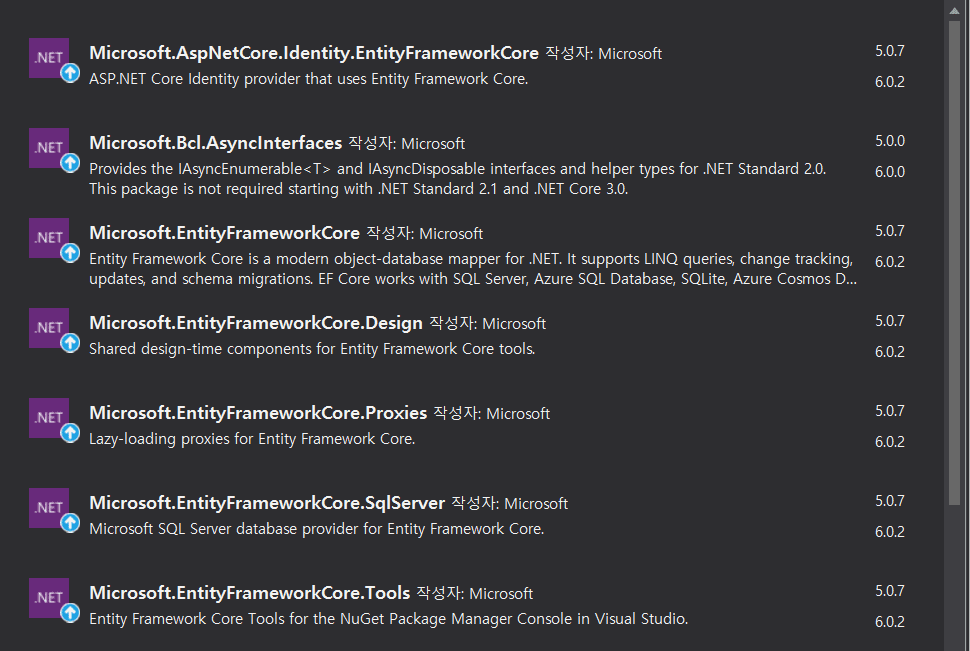 .NET
Microsoft.AspNetCore.Identity.EntityFrameworkCore 작성자: Microsoft 5.0.7
ASP.NET Core Identity provider that uses Entity Framework Core. 6.0.2
.NET
Microsoft.Bcl.AsyncInterfaces 작성자: Microsoft 5.0.0
Provides the IAsyncEnumerable<T> and IAsyncDisposable interfaces and helper types for .NET Standard 2.0. 6.0.0
This package is not required starting with .NET Standard 2.1 and .NET Core 3.0.
.NET
Microsoft.EntityFrameworkCore 작성자: Microsoft 5.0.7
Entity Framework Core is a modern object-database mapper for .NET. It supports LINQ queries, change tracking, 6.0.2
updates, and schema migrations. EF Core works with SQL Server, Azure SQL Database, SQLite, Azure Cosmos D...
.NET
Microsoft.EntityFrameworkCore.Design 작성자: Microsoft 5.0.7
Shared design-time components for Entity Framework Core tools. 6.0.2
.NET
Microsoft.EntityFrameworkCore.Proxies 작성자: Microsoft 5.0.7
Lazy-loading proxies for Entity Framework Core. 6.0.2
.NET
Microsoft.EntityFrameworkCore.SqlServer 작성자: Microsoft 5.0.7
Microsoft SQL Server database provider for Entity Framework Core. 6.0.2
.NET
Microsoft.EntityFrameworkCore.Tools 작성자: Microsoft 5.0.7
Entity Framework Core Tools for the NuGet Package Manager Console in Visual Studio. 6.0.2